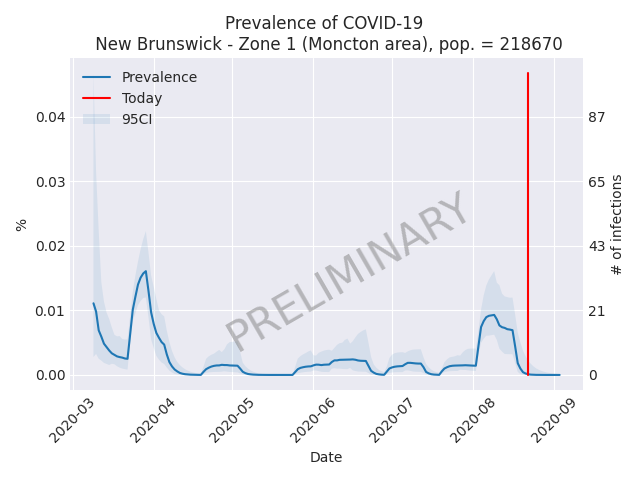 Prevalence of COVID-19
New Brunswick - Zone 1 (Moncton area), pop. = 218670
Prevalence
Today
95CI
0.04
0.03
0.02
0.01
0.00
%
87
65
43
21
0
# of infections
PRELIMINARY
2020-03
2020-04
2020-05
2020-06
2020-07
2020-08
2020-09
Date